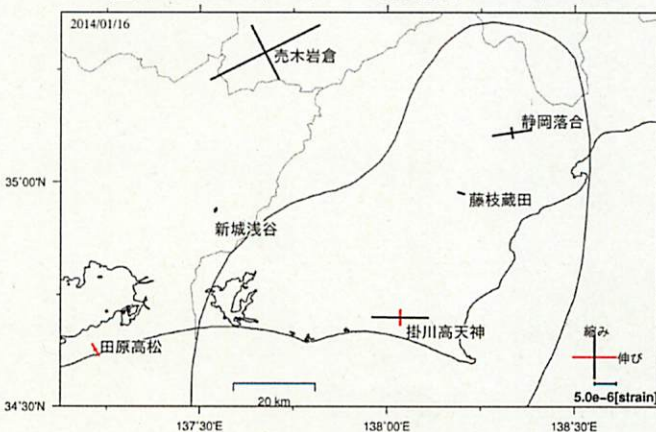 2014/01/16
売木岩倉
静岡落合
35°00'N
藤枝蔵田
新城浅谷
掛川高天神
縮み
田原高松
伸び
5.0e-6[strain]
20 km
34°30'N
137°30'E
138°00'E
138°30'E